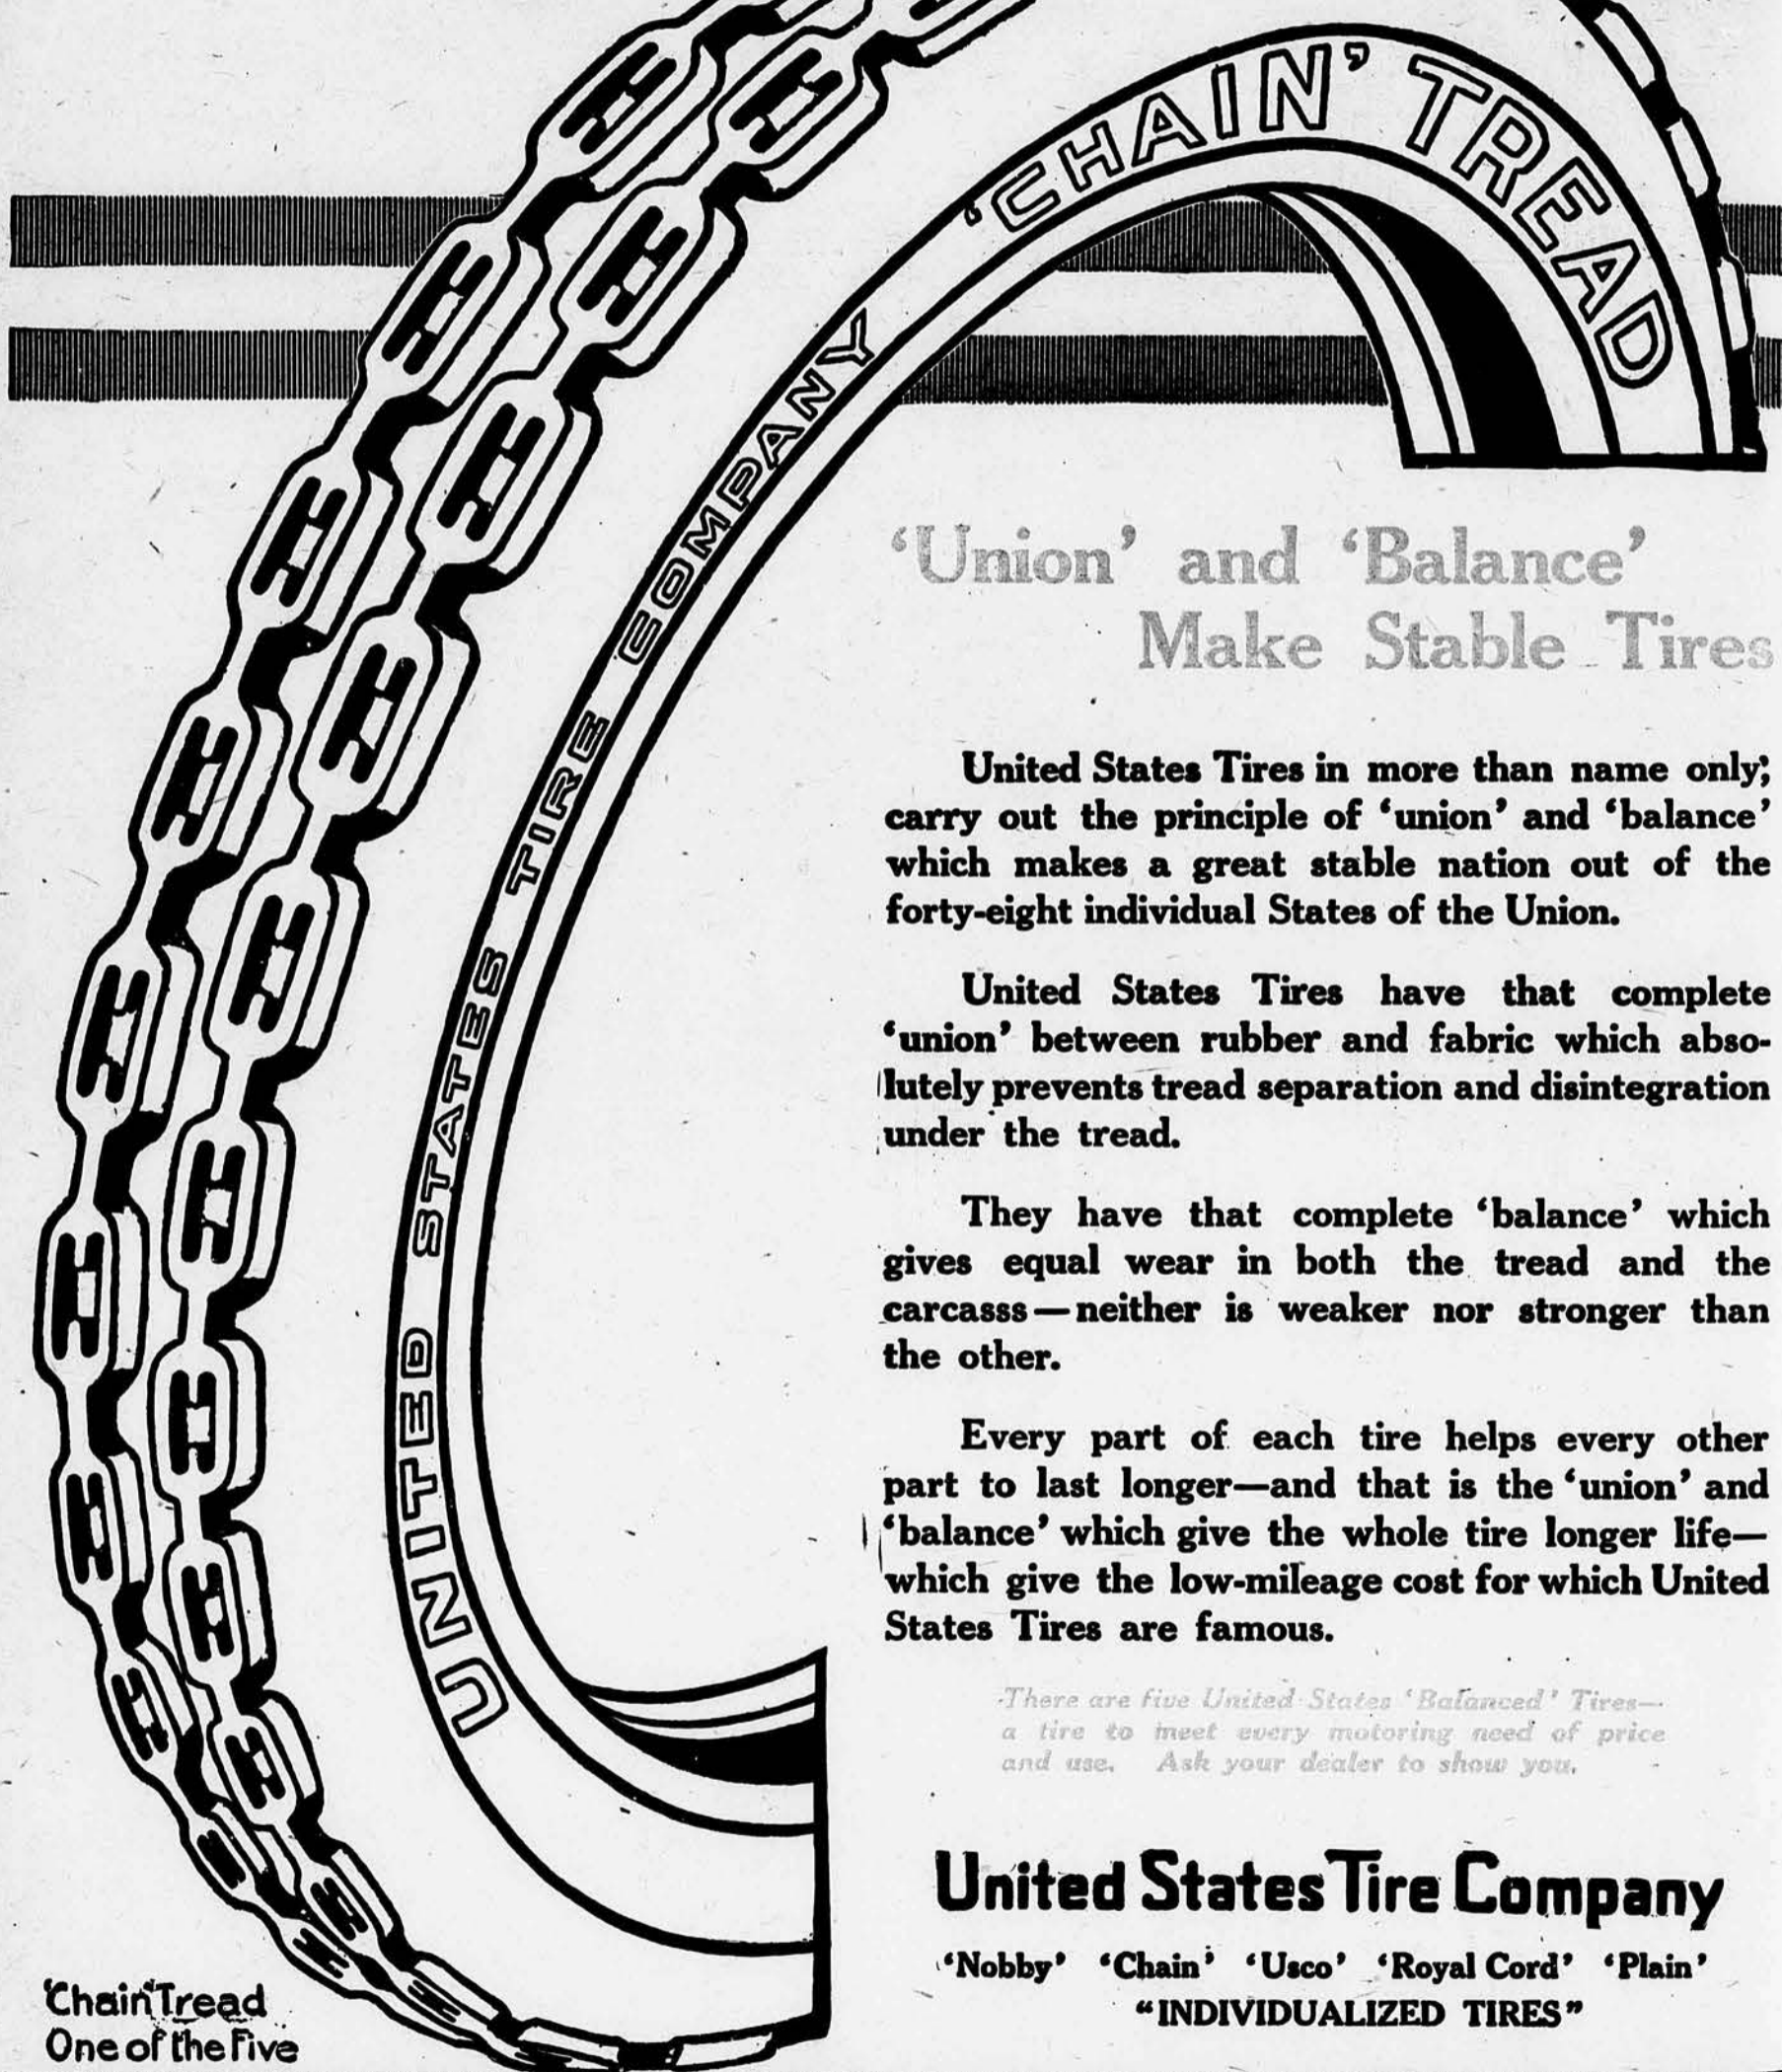 'CHAIN' TREAD
UNITED STATES TIRE COMPANY
'Union' and 'Balance'
Make Stable Tires
United States Tires in more than name only;
carry out the principle of 'union' and 'balance'
which makes a great stable nation out of the
forty-eight individual States of the Union.
United States Tires have that complete
'union' between rubber and fabric which abso-
lutely prevents tread separation and disintegration
under the tread.
They have that complete 'balance' which
gives equal wear in both the tread and the
carcasss—neither is weaker nor stronger than
the other.
Every part of each tire helps every other
part to last longer—and that is the 'union' and
'balance' which give the whole tire longer life—
which give the low-mileage cost for which United
States Tires are famous.
There are five United States 'Balanced' Tires—
a tire to meet every motoring need of price
and use. Ask your dealer to show you.
United States Tire Company
'Nobby' 'Chain' 'Usco' 'Royal Cord' 'Plain'
"INDIVIDUALIZED TIRES"
'Chain' Tread
One of the Five